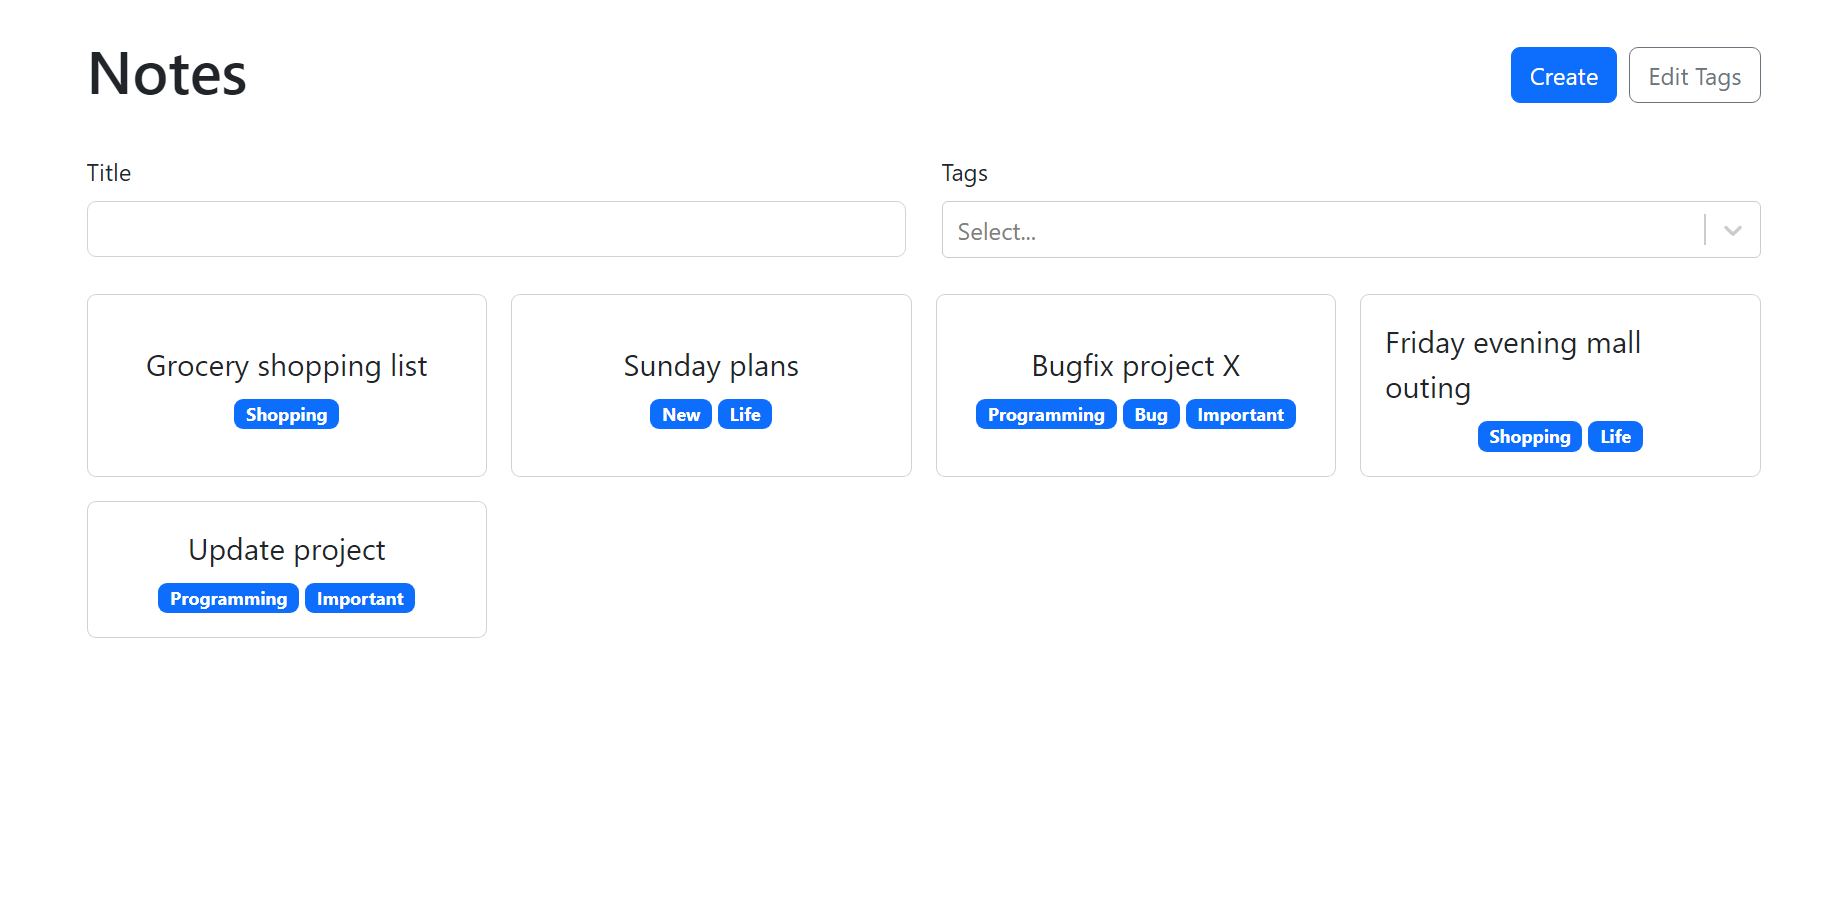 Notes
Create
Edit Tags
Title
Tags
Select...
Grocery shopping list
Shopping
Sunday plans
New Life
Bugfix project X
Programming Bug Important
Friday evening mall
outing
Shopping Life
Update project
Programming Important